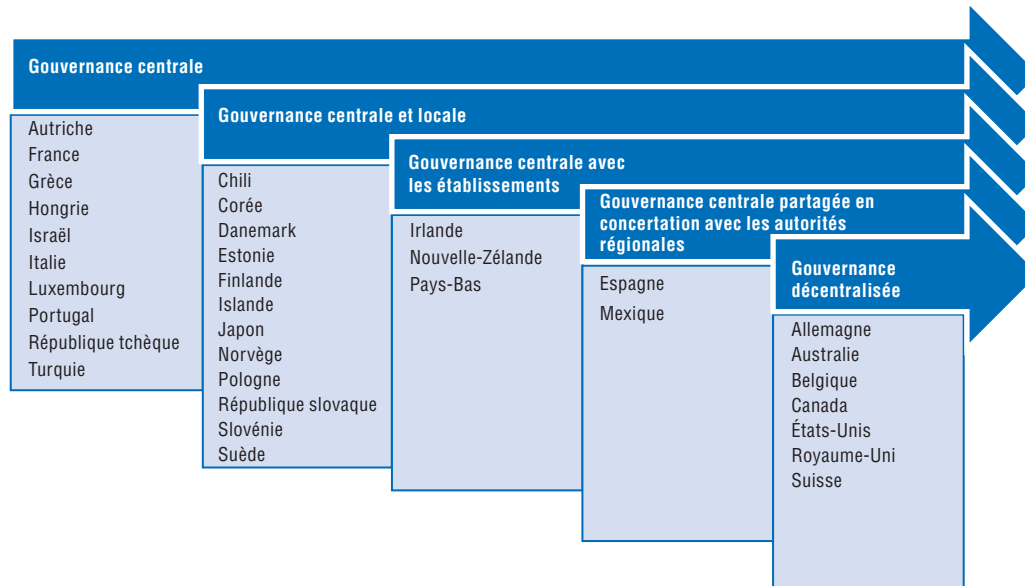 Gouvernance centrale
Autriche
France
Grèce
Hongrie
Israël
Italie
Luxembourg
Portugal
République tchèque
Turquie
Gouvernance centrale et locale
Chili
Corée
Danemark
Estonie
Finlande
Islande
Japon
Norvège
Pologne
République slovaque
Slovénie
Suède
Gouvernance centrale avec
les établissements
Irlande
Nouvelle-Zélande
Pays-Bas
Gouvernance centrale partagée en
concertation avec les autorités
régionales
Espagne
Mexique
Gouvernance
décentralisée
Allemagne
Australie
Belgique
Canada
États-Unis
Royaume-Uni
Suisse